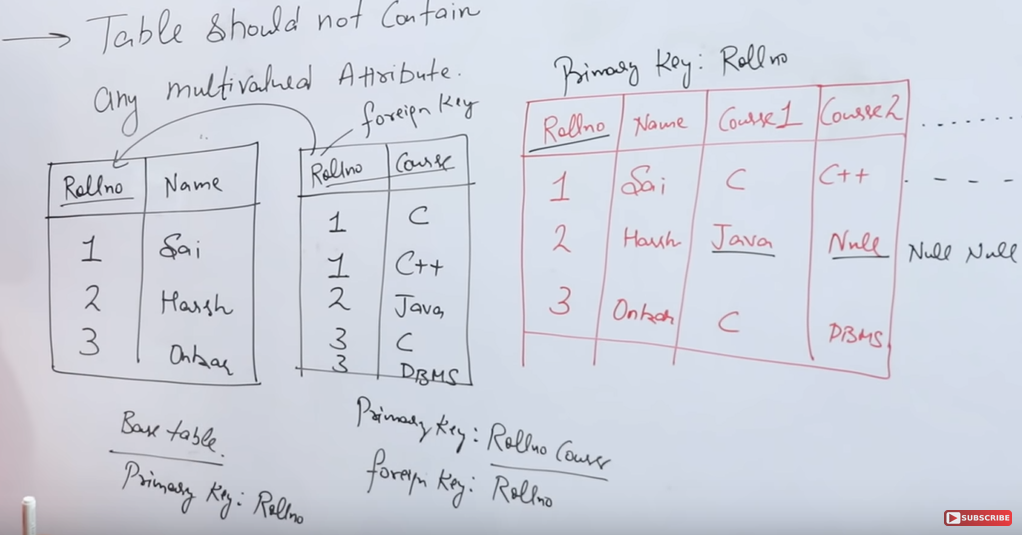 → Table Should not Contain
any multivalued Attribute.
foreign Key
Rollno Name
1 Sai
2 Harsh
3 Onkar
Base table.
Primary Key: Rollno
Rollno Course
1 C
1 C++
2 Java
3 C
3 DBMS
Primary Key: Rollno Course
foreign Key: Rollno
Primary Key: Rollno
Rollno Name Course1 Course2 .......
1 Sai C C++ . - - -
2 Harsh Java Null Null Null
3 Onkar C DBMS
SUBSCRIBE